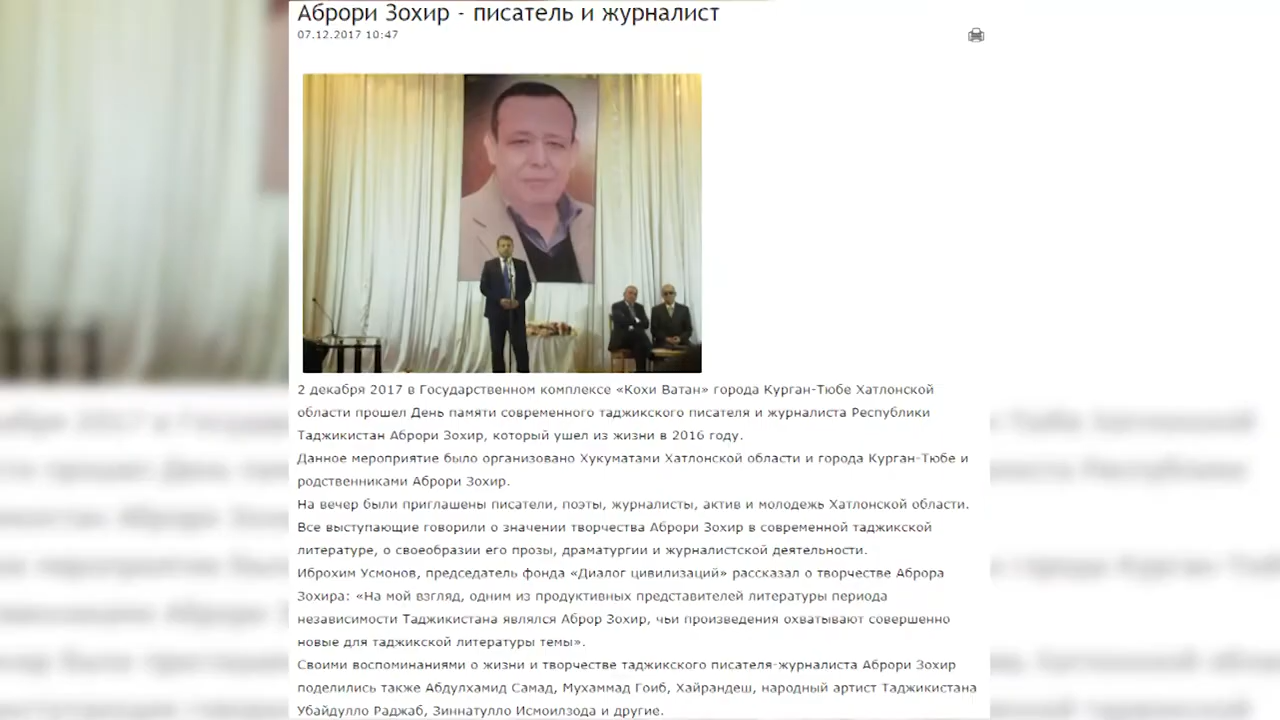 Аброри Зохир - писатель и журналист
07.12.2017 10:47
2 декабря 2017 в Государственном комплексе «Кохи Ватан» города Курган-Тюбе Хатлонской
области прошел День памяти современного таджикского писателя и журналиста Республики
Таджикистан Аброри Зохир, который ушел из жизни в 2016 году.
Данное мероприятие было организовано Хукуматами Хатлонской области и города Курган-Тюбе и
родственниками Аброри Зохир.
На вечер были приглашены писатели, поэты, журналисты, актив и молодежь Хатлонской области.
Все выступающие говорили о значении творчества Аброри Зохир в современной таджикской
литературе, о своеобразии его прозы, драматургии и журналистской деятельности.
Иброхим Усмонов, председатель фонда «Диалог цивилизаций» рассказал о творчестве Аброра
Зохира: «На мой взгляд, одним из продуктивных представителей литературы периода
независимости Таджикистана являлся Аброр Зохир, чьи произведения охватывают совершенно
новые для таджикской литературы темы».
Своими воспоминаниями о жизни и творчестве таджикского писателя-журналиста Аброри Зохир
поделились также Абдулхамид Самад, Мухаммад Гоиб, Хайрандеш, народный артист Таджикистана
Убайдулло Раджаб, Зиннатулло Исмоилзода и другие.